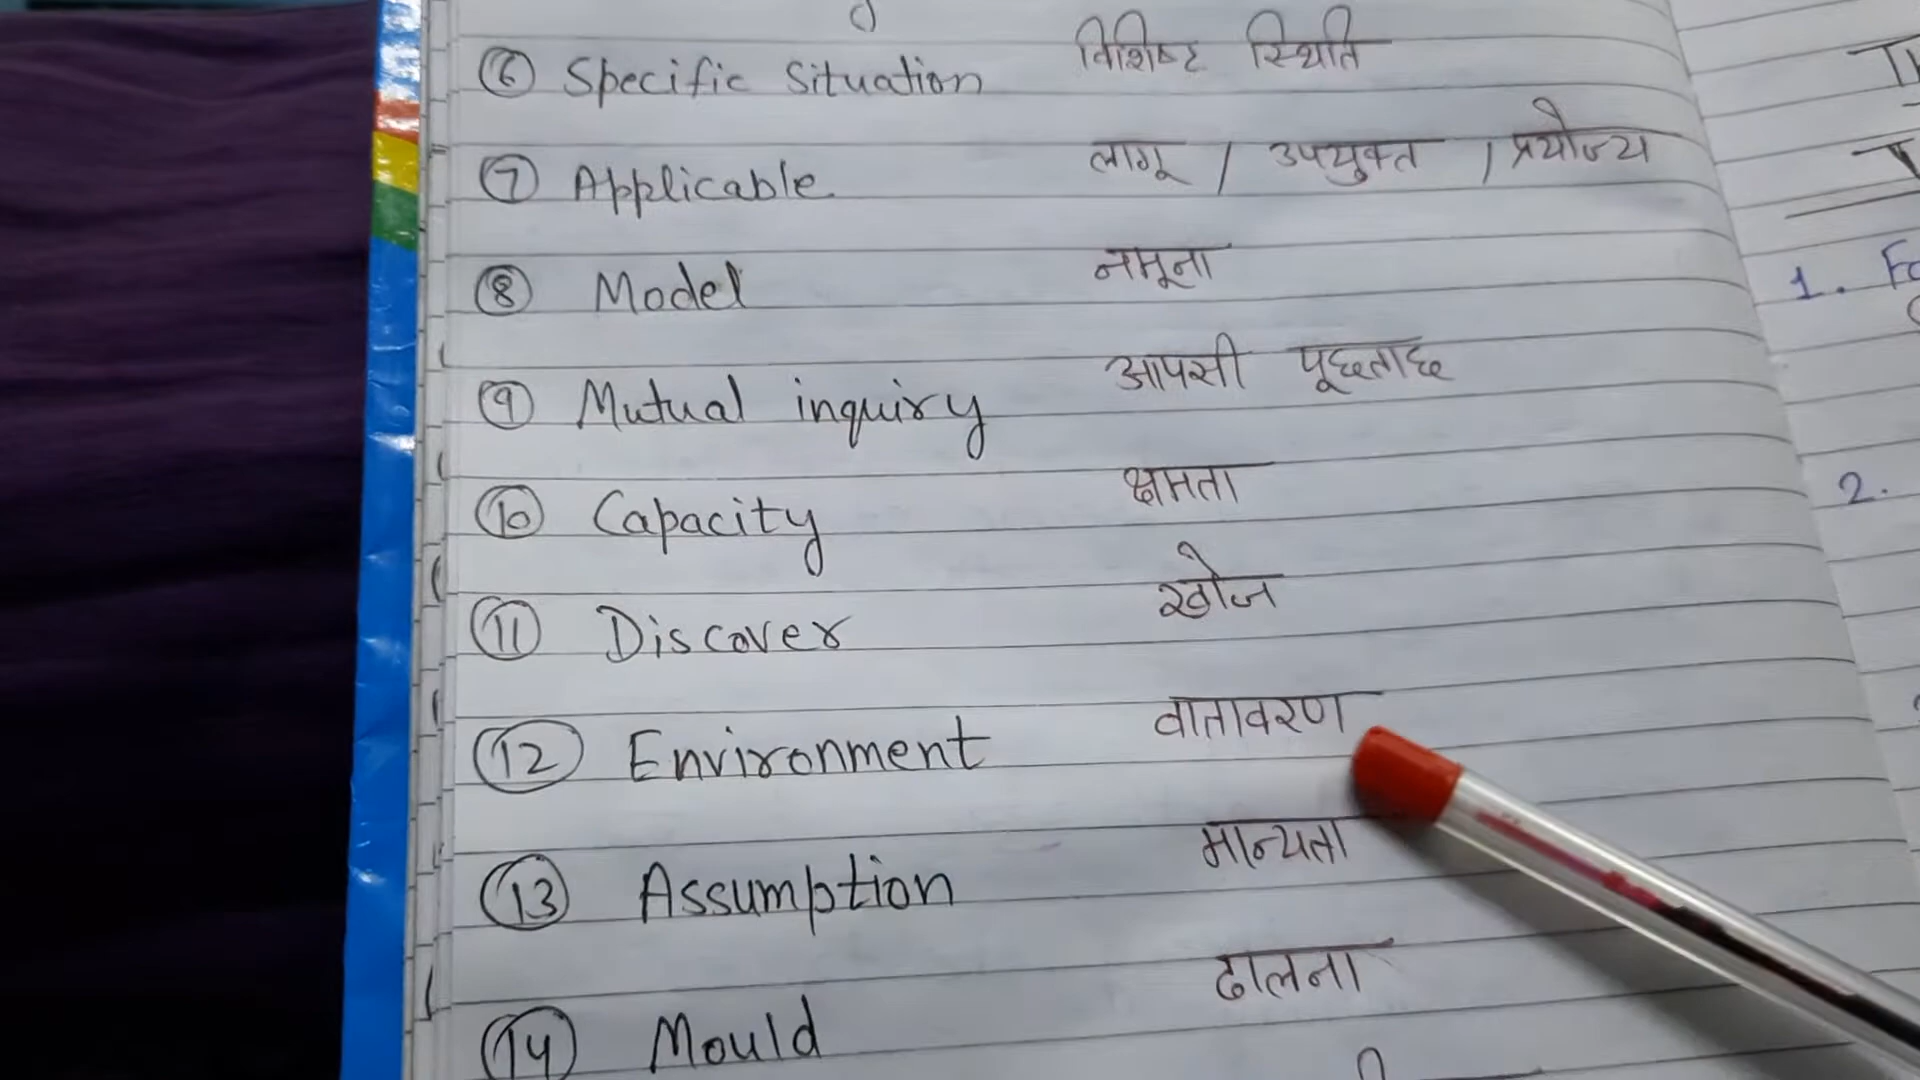 6 Specific Situation विशिष्ट स्थिति
7 Applicable लागू / उपयुक्त / प्रयोज्य
8 Model नमूना
9 Mutual inquiry आपसी पूछताछ
10 Capacity क्षमता
11 Discover खोज
12 Environment वातावरण
13 Assumption मान्यता
14 Mould ढालना
1.
2.